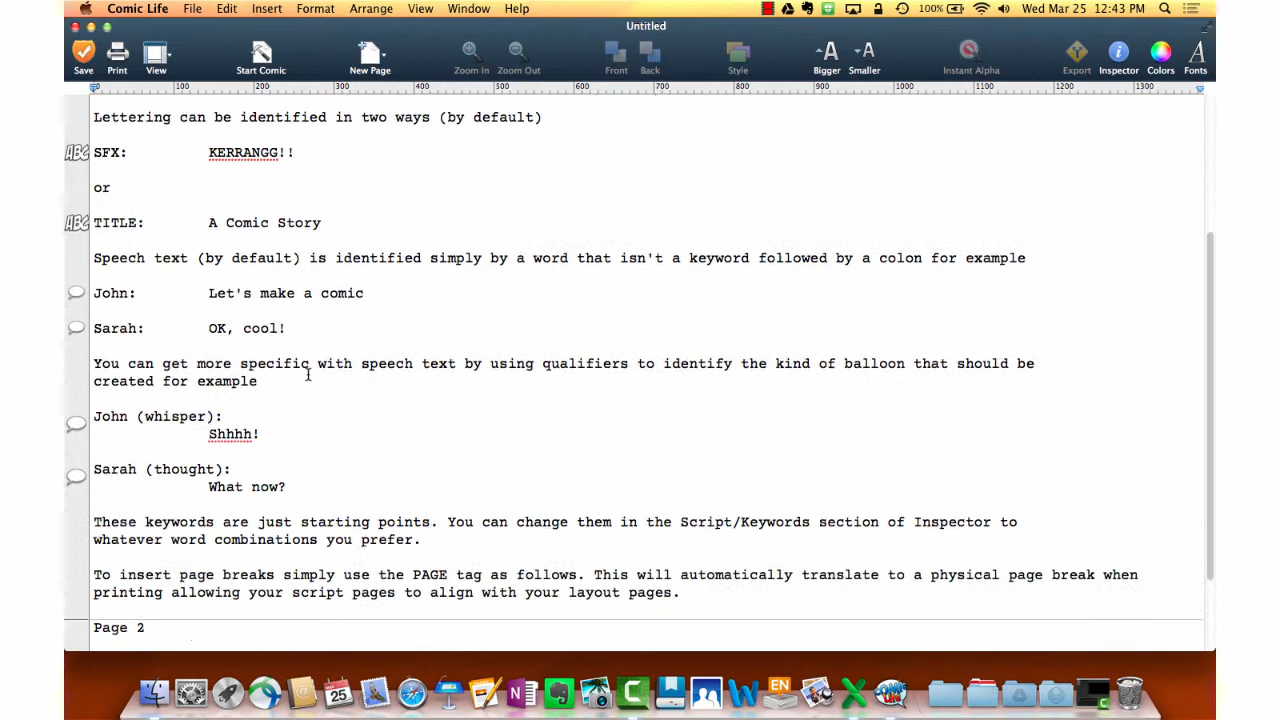 Comic Life File Edit Insert Format Arrange View Window Help 100% Wed Mar 25 12:43 PM
Untitled
Save Print View Start Comic New Page Zoom In Zoom Out Front Back Style Bigger Smaller Instant Alpha Export Inspector Colors Fonts
0 100 200 300 400 500 600 700 800 900 1000 1100 1200 1300
Lettering can be identified in two ways (by default)
ABC SFX: KERRANGG!!
or
ABC TITLE: A Comic Story
Speech text (by default) is identified simply by a word that isn't a keyword followed by a colon for example
John: Let's make a comic
Sarah: OK, cool!
You can get more specific with speech text by using qualifiers to identify the kind of balloon that should be
created for example
John (whisper):
Shhhh!
Sarah (thought):
What now?
These keywords are just starting points. You can change them in the Script/Keywords section of Inspector to
whatever word combinations you prefer.
To insert page breaks simply use the PAGE tag as follows. This will automatically translate to a physical page break when
printing allowing your script pages to align with your layout pages.
Page 2